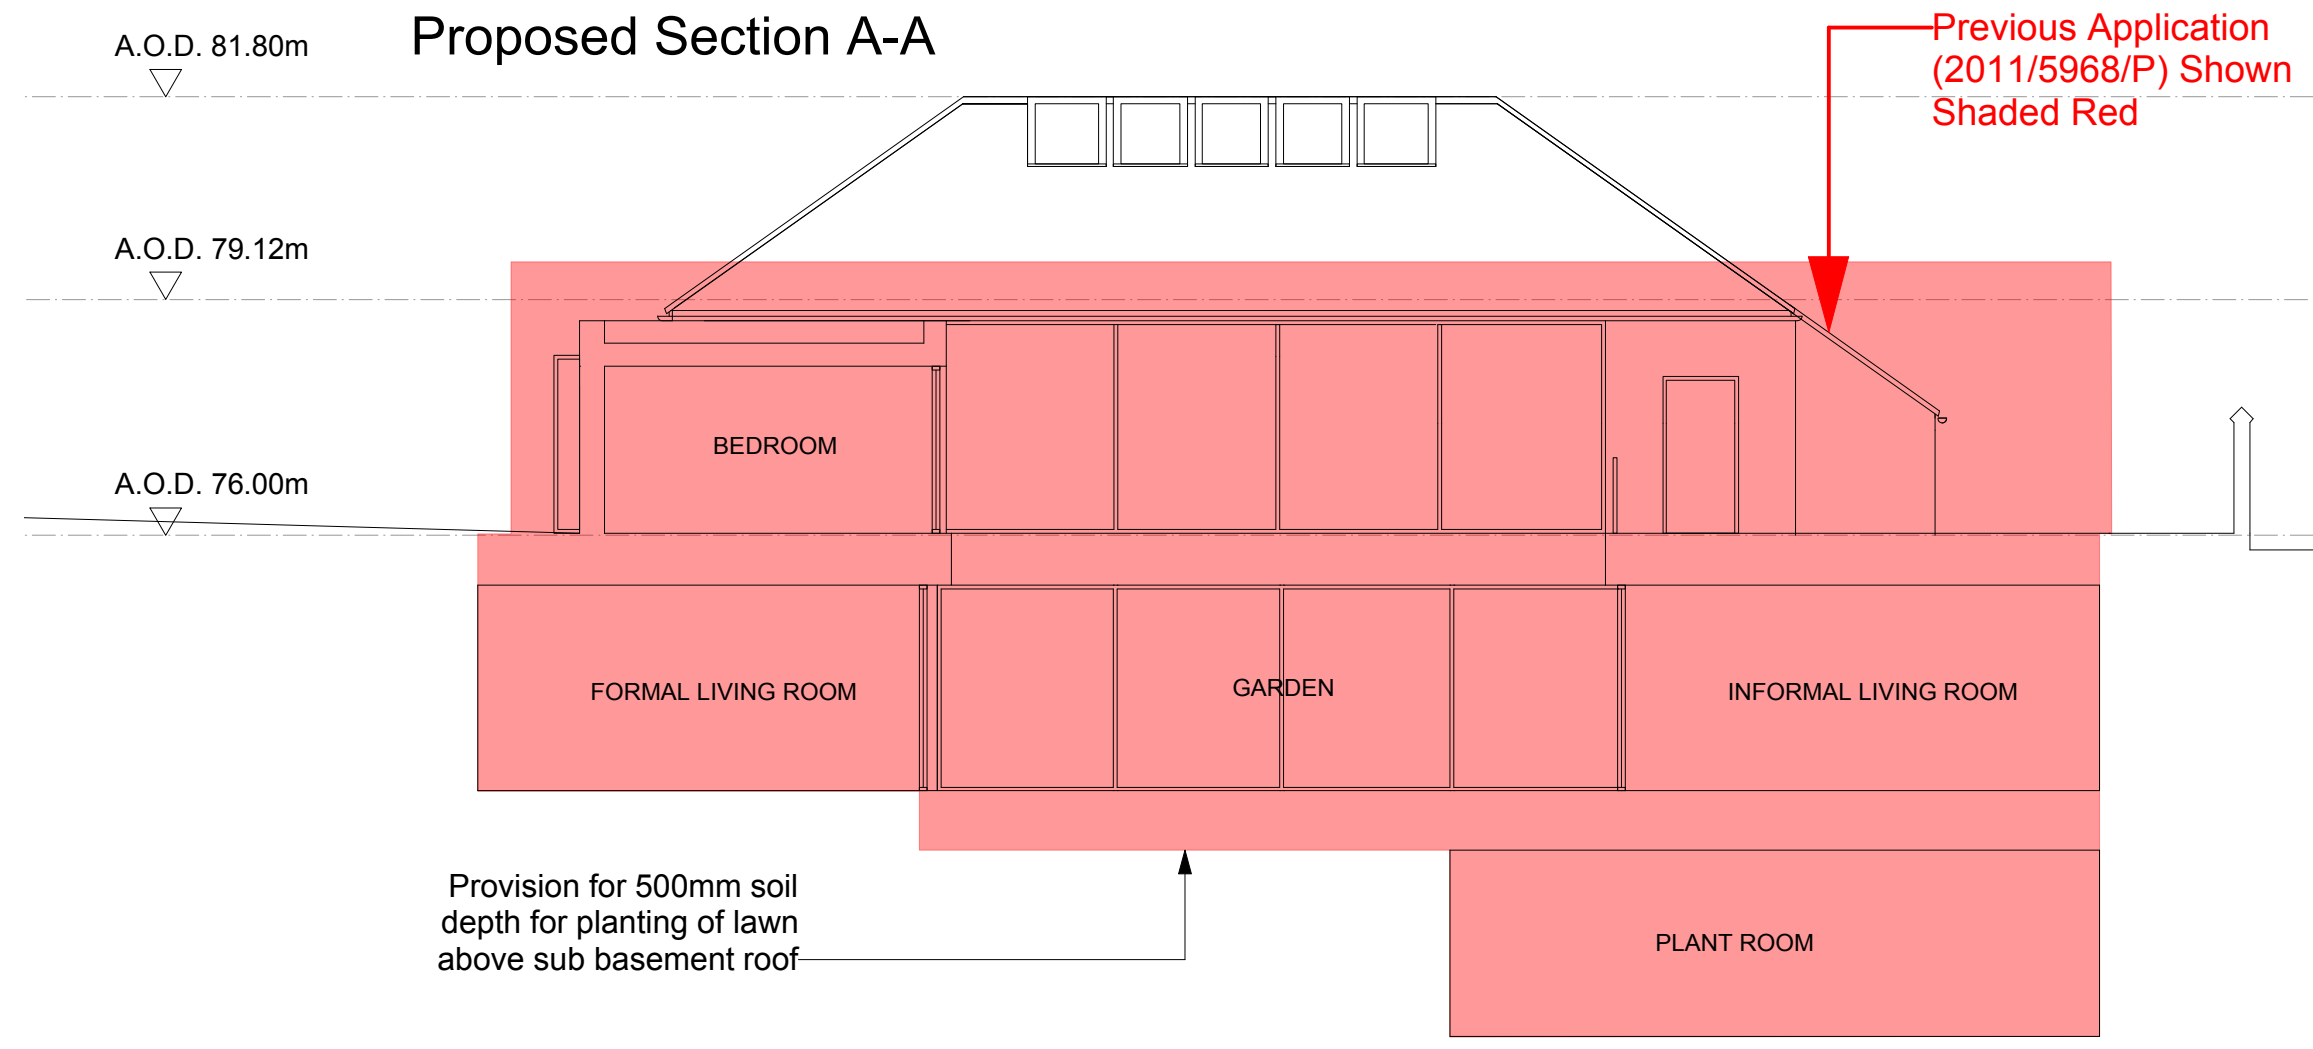 Proposed Section A-A
A.O.D. 81.80m
Previous Application
(2011/5968/P) Shown
Shaded Red
A.O.D. 79.12m
A.O.D. 76.00m
BEDROOM
FORMAL LIVING ROOM
GARDEN
INFORMAL LIVING ROOM
Provision for 500mm soil
depth for planting of lawn
above sub basement roof
PLANT ROOM